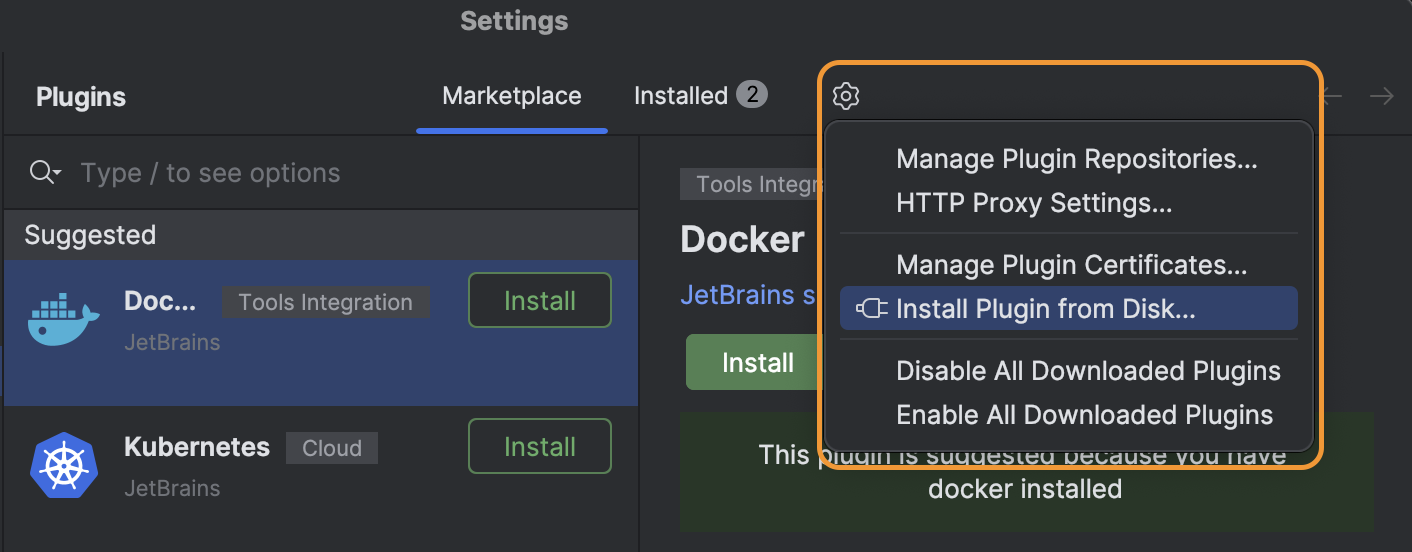 Settings
Plugins
Marketplace
Installed 2
Type / to see options
Suggested
Doc... Tools Integration
JetBrains
Install
Kubernetes Cloud
JetBrains
Install
Tools Integr
Docker
JetBrains s
Install
This plugin is suggested because you have
docker installed
Manage Plugin Repositories...
HTTP Proxy Settings...
Manage Plugin Certificates...
Install Plugin from Disk...
Disable All Downloaded Plugins
Enable All Downloaded Plugins